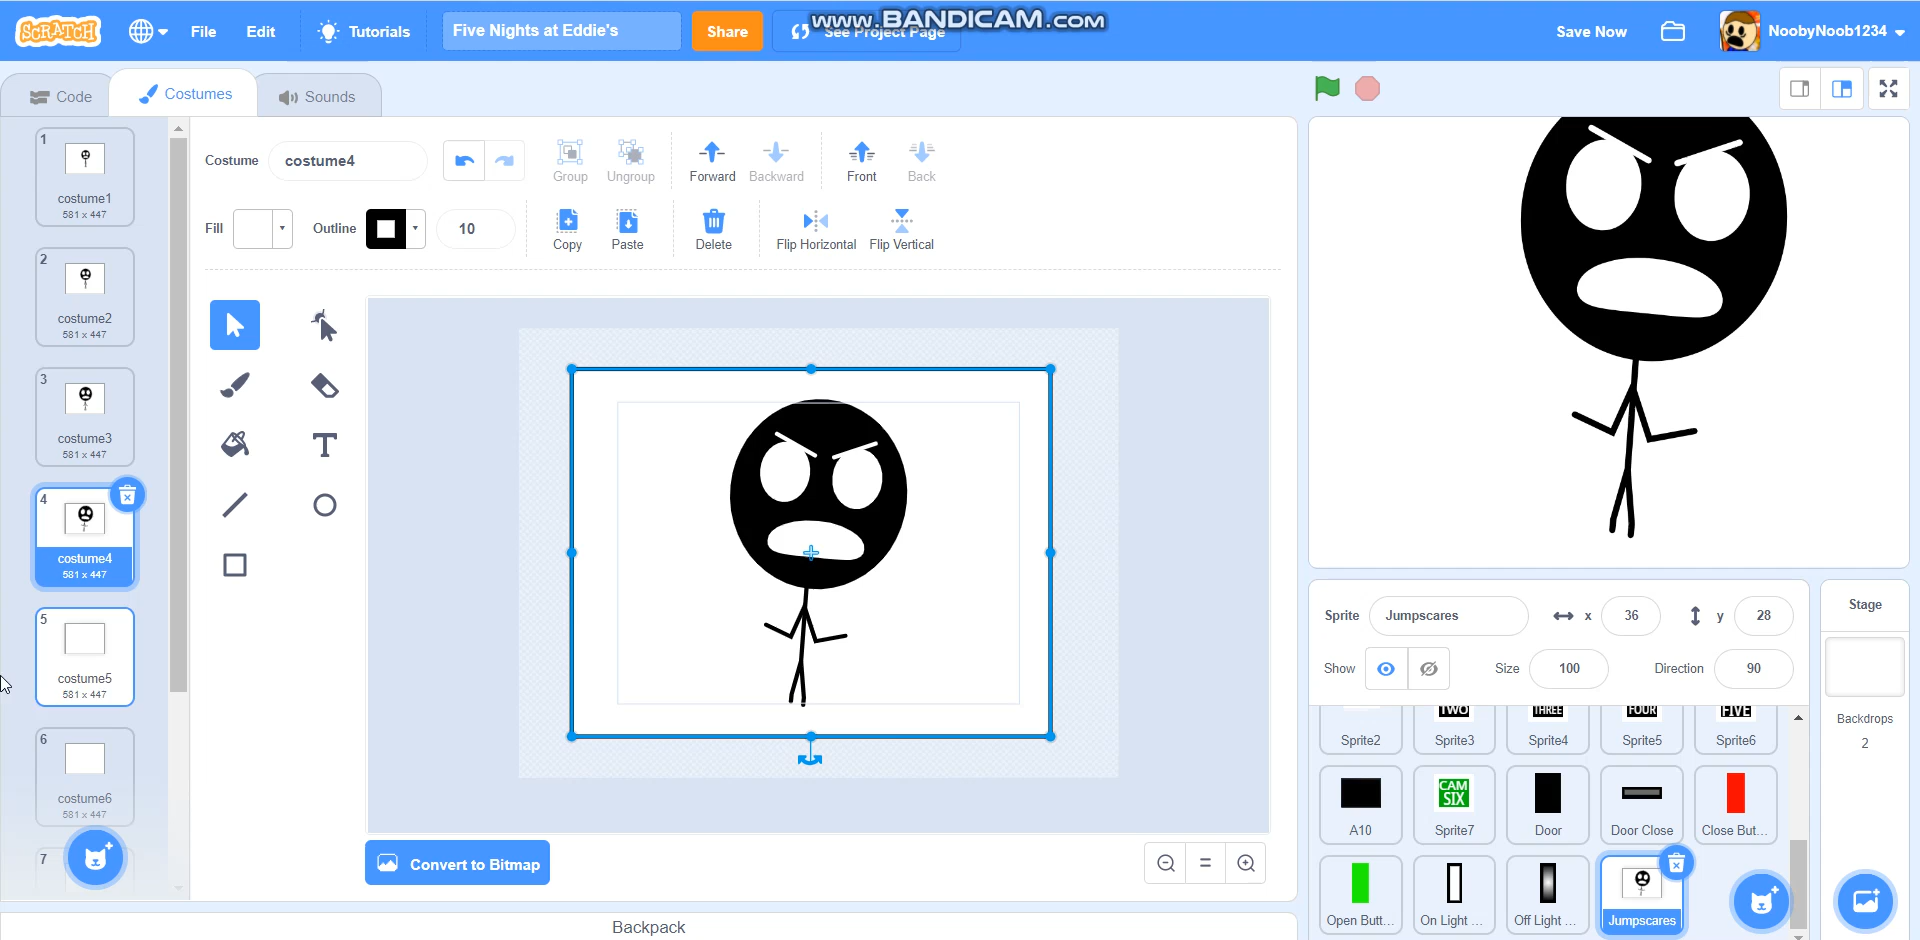 www.BANDICAM.com
SCRATCH File Edit Tutorials Five Nights at Eddie's Share See Project Page Save Now NoobyNoob1234
Code Costumes Sounds
1
costume1
581 x 447
2
costume2
581 x 447
3
costume3
581 x 447
4
costume4
581 x 447
5
costume5
581 x 447
6
costume6
581 x 447
7
Costume costume4 Group Ungroup Forward Backward Front Back
Fill Outline 10 Copy Paste Delete Flip Horizontal Flip Vertical
Convert to Bitmap
Backpack
Sprite Jumpscares x 36 y 28
Show Size 100 Direction 90
TWO THREE FOUR FIVE
Sprite2 Sprite3 Sprite4 Sprite5 Sprite6
CAM
SIX
A10 Sprite7 Door Door Close Close But...
Open Butt... On Light ... Off Light ... Jumpscares
Stage
Backdrops
2